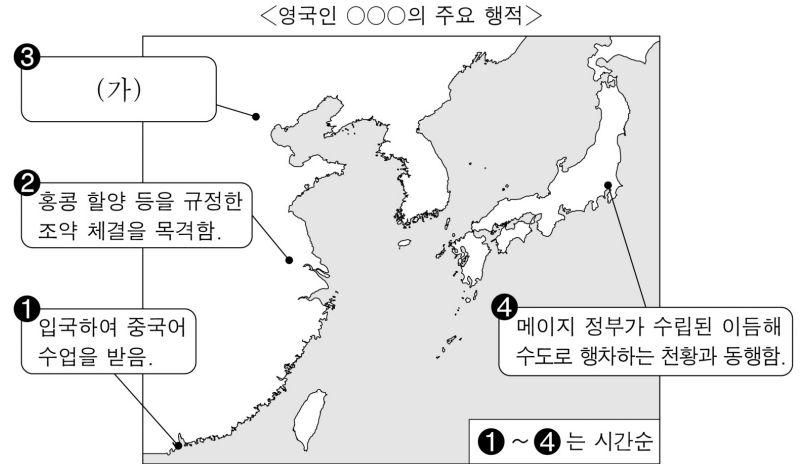 <영국인 ○○○의 주요 행적>
❸
(가)
❷
홍콩 할양 등을 규정한
조약 체결을 목격함.
❶
입국하여 중국어
수업을 받음.
❹
메이지 정부가 수립된 이듬해
수도로 행차하는 천황과 동행함.
❶~❹는 시간순